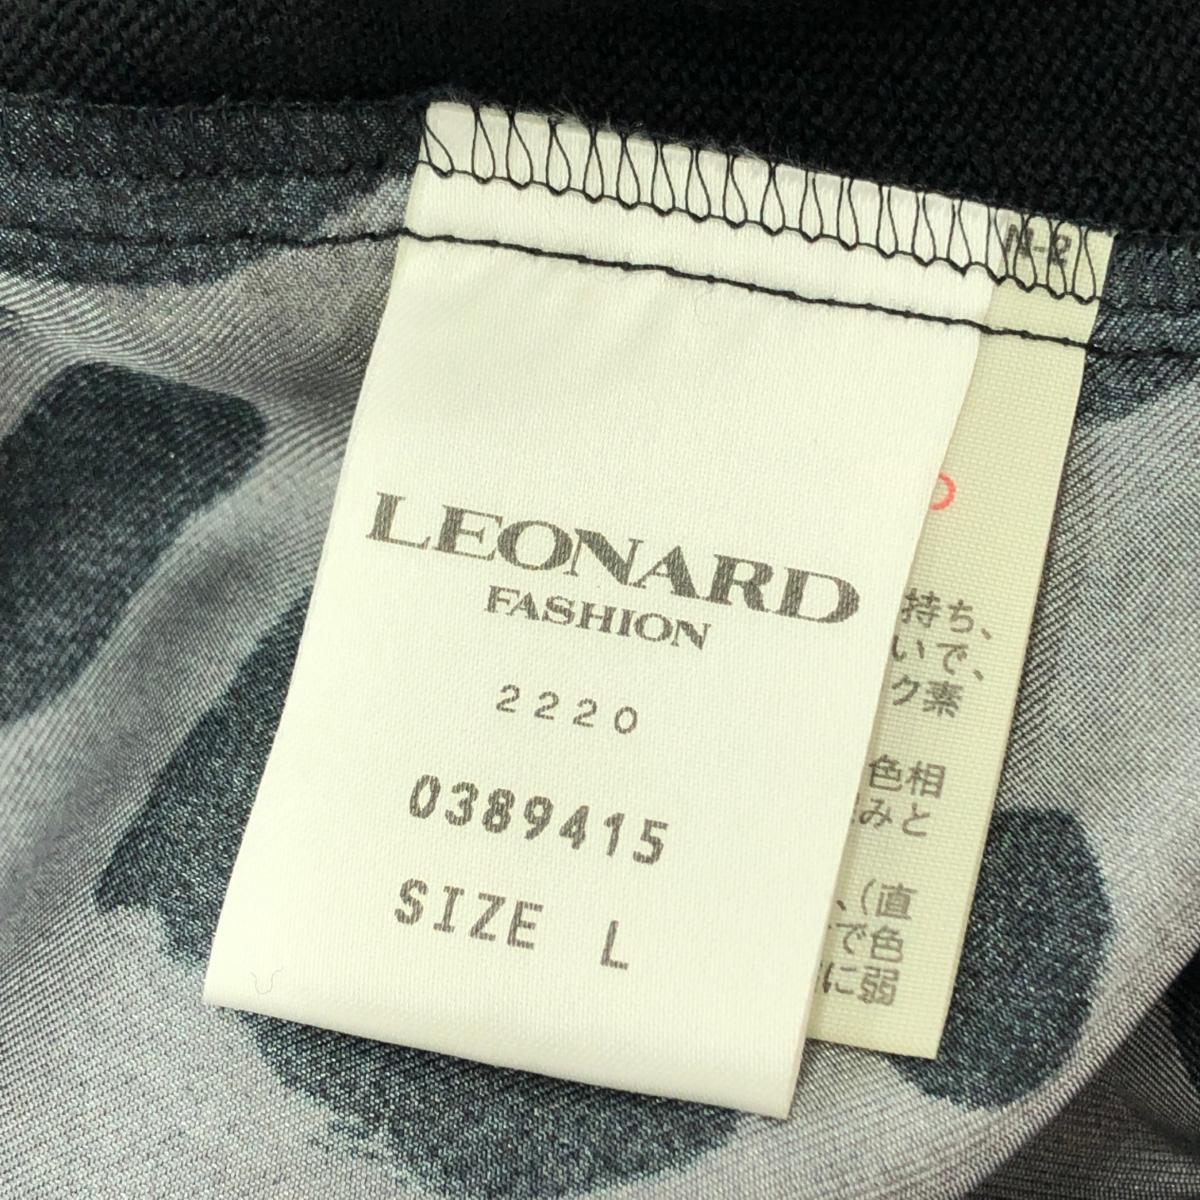 LEONARD
FASHION
2220
0389415
SIZE L
持ち、
いで、
ク素
色相
みと
、(直
で色
に弱